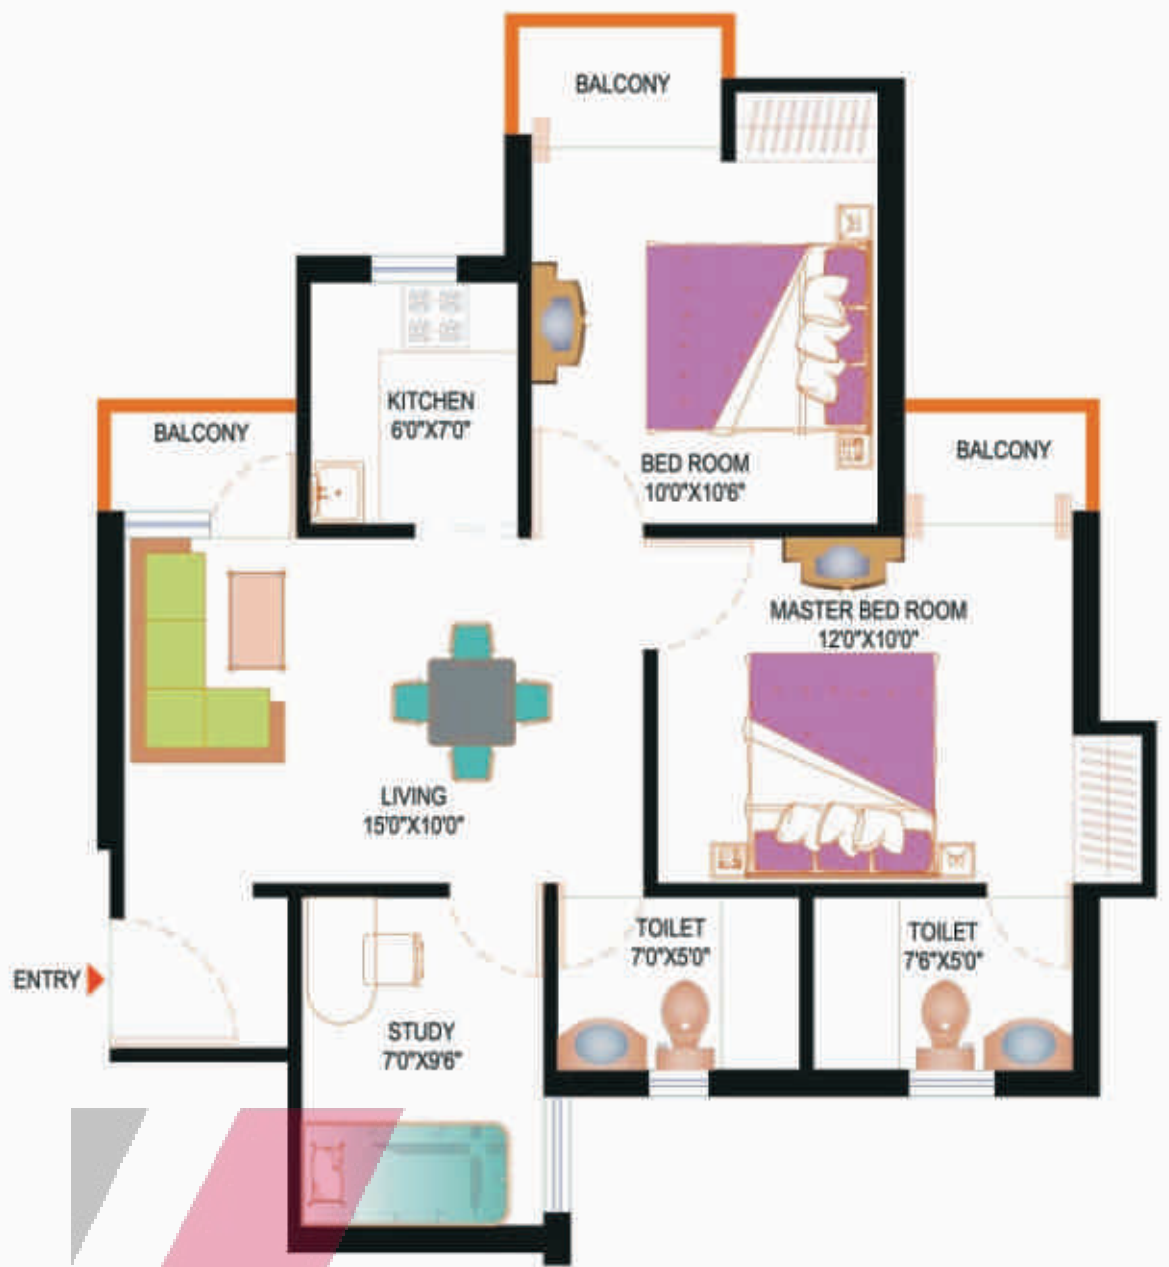 BALCONY
KITCHEN
6'0"X7'0"
BALCONY
BED ROOM
10'0"X10'6"
BALCONY
MASTER BED ROOM
12'0"X10'0"
LIVING
15'0"X10'0"
TOILET
7'0"X5'0"
TOILET
7'6"X5'0"
ENTRY
STUDY
7'0"X9'6"